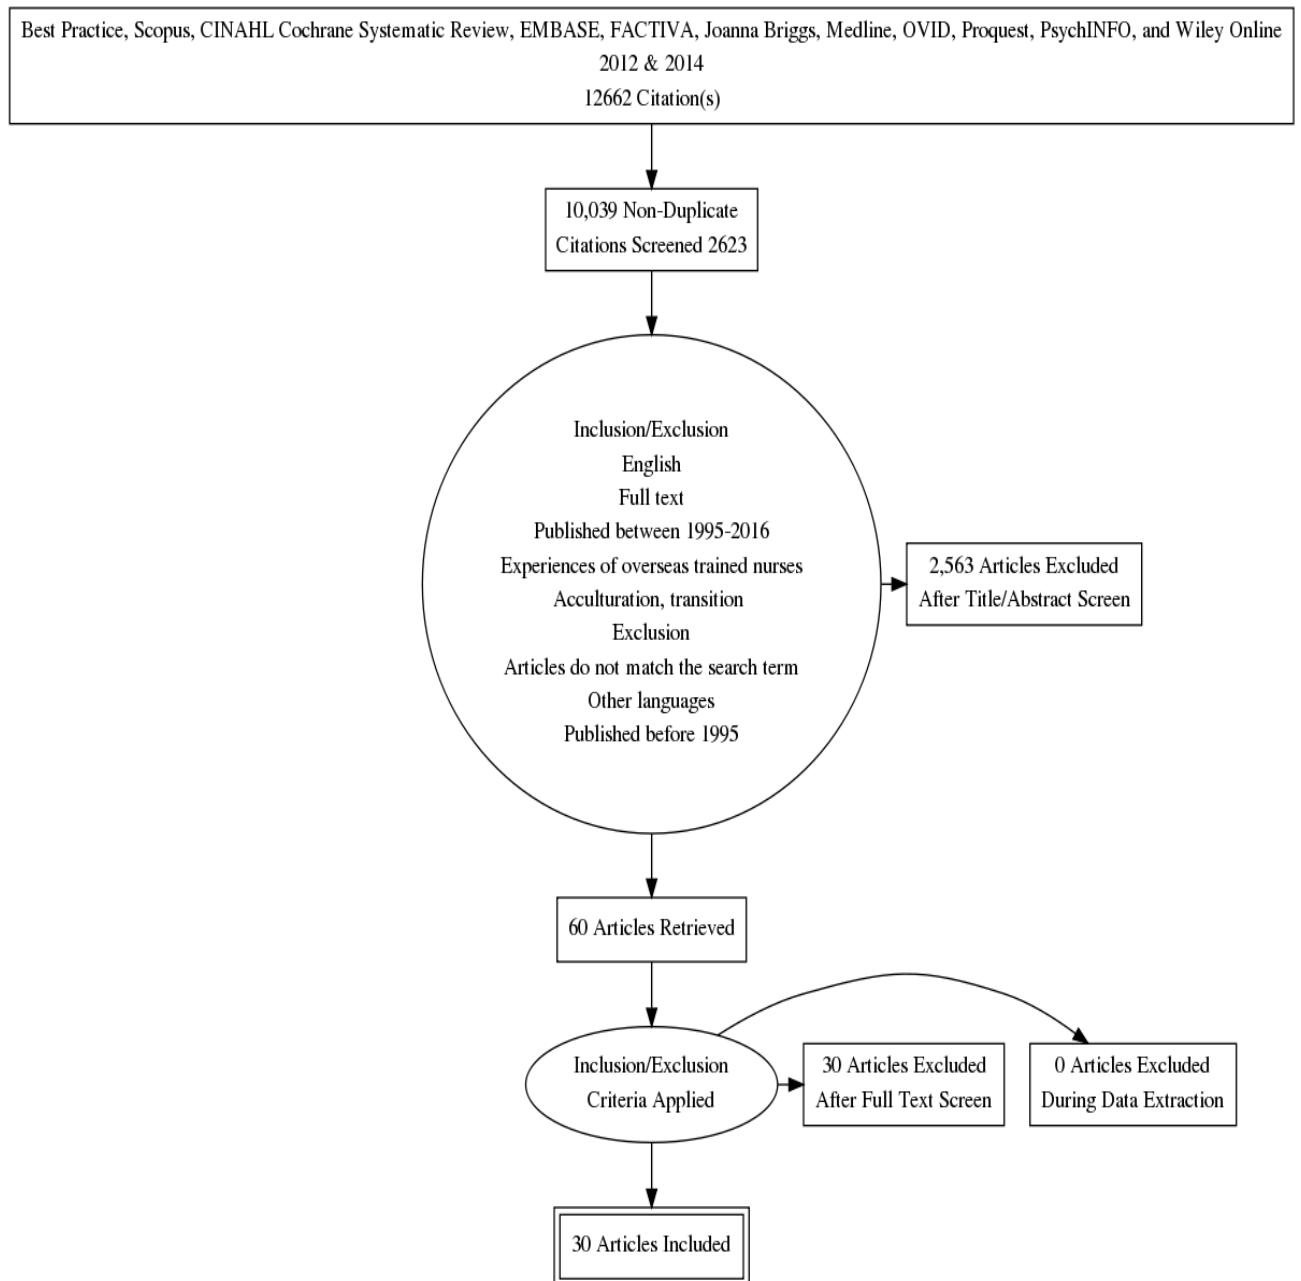 Best Practice, Scopus, CINAHL Cochrane Systematic Review, EMBASE, FACTIVA, Joanna Briggs, Medline, OVID, Proquest, PsychINFO, and Wiley Online
2012 & 2014
12662 Citation(s)
10,039 Non-Duplicate
Citations Screened 2623
Inclusion/Exclusion
English
Full text
Published between 1995-2016
Experiences of overseas trained nurses
Acculturation, transition
Exclusion
Articles do not match the search term
Other languages
Published before 1995
2,563 Articles Excluded
After Title/Abstract Screen
60 Articles Retrieved
Inclusion/Exclusion
Criteria Applied
30 Articles Excluded
After Full Text Screen
0 Articles Excluded
During Data Extraction
30 Articles Included